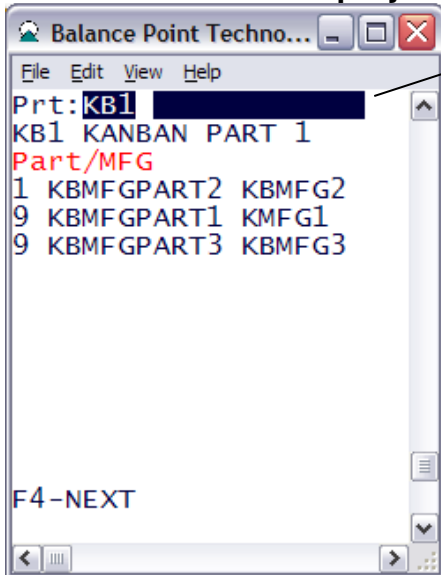 Balance Point Techno...
File Edit View Help
Prt:KB1
KB1 KANBAN PART 1
Part/MFG
1 KBMFGPART2 KBMFG2
9 KBMFGPART1 KMFG1
9 KBMFGPART3 KBMFG3
F4-NEXT